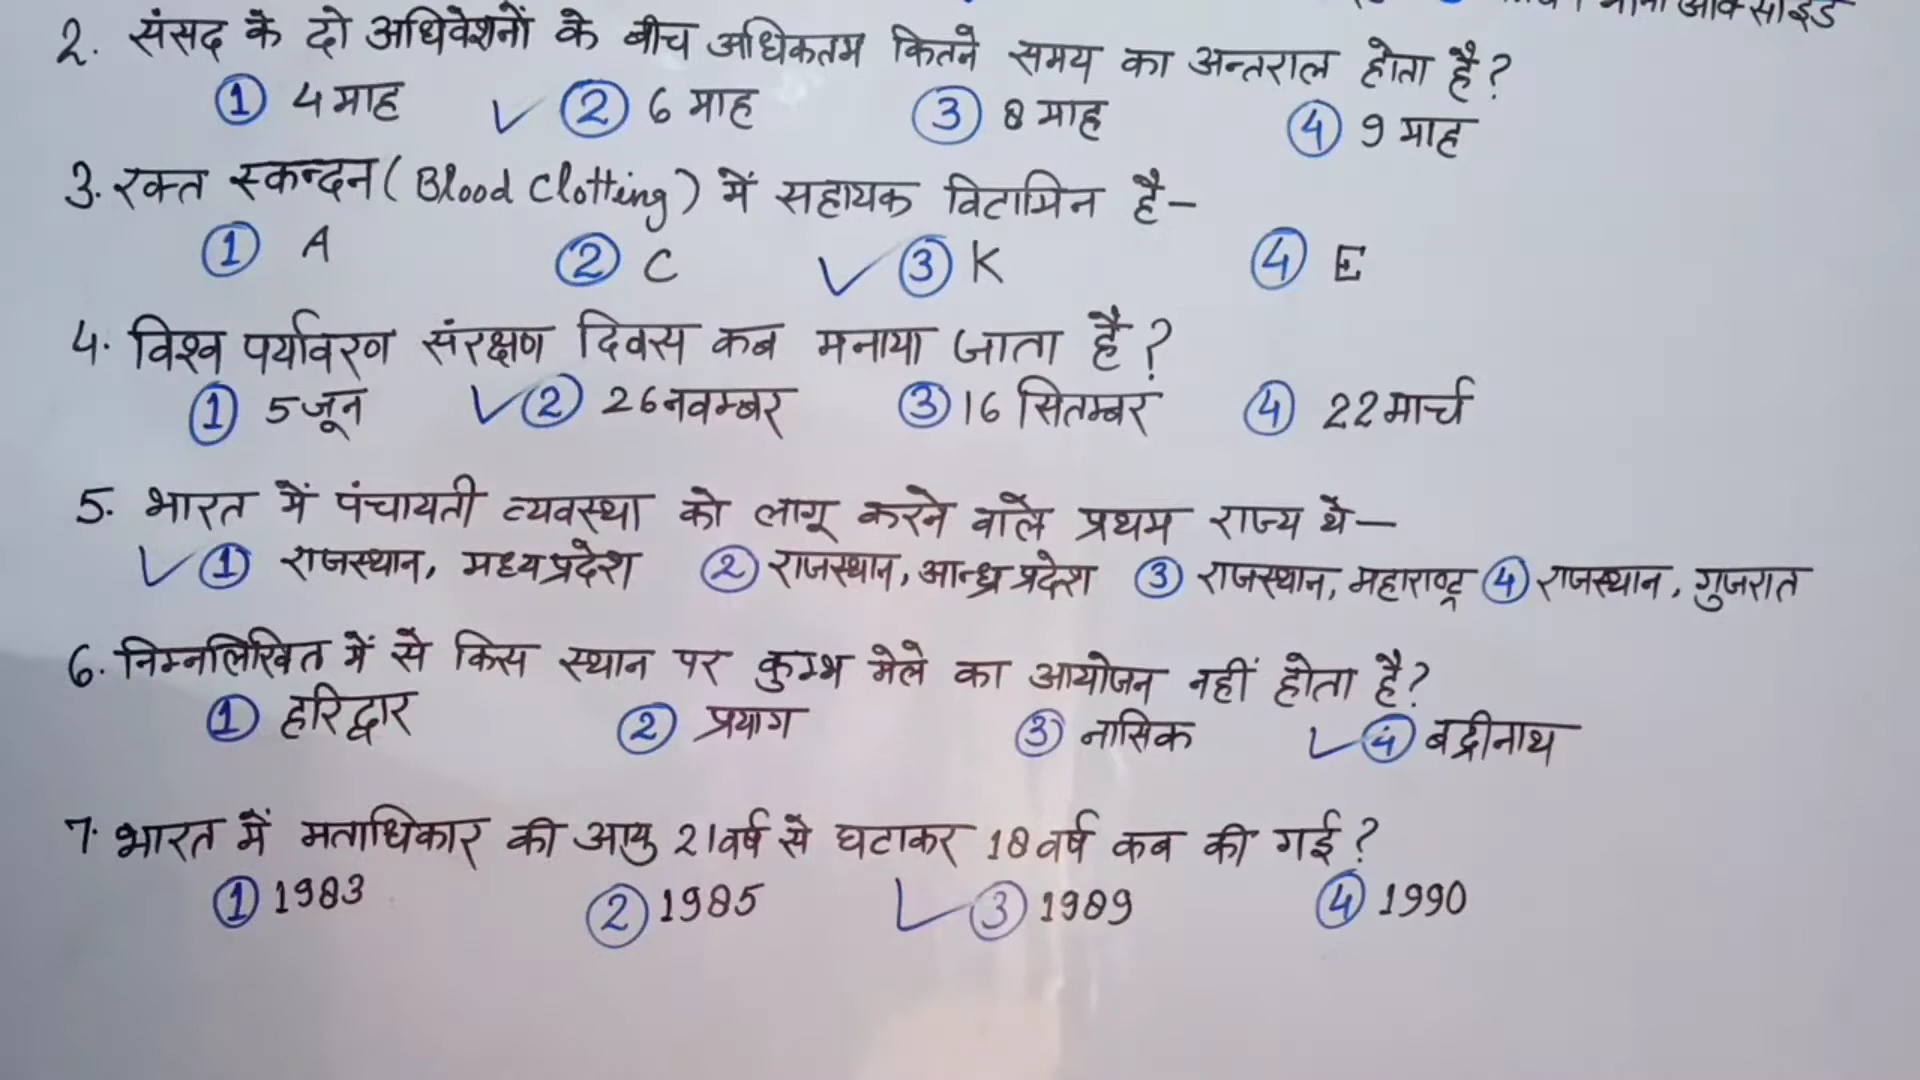 ऑक्साइड
2. संसद के दो अधिवेशनों के बीच अधिकतम कितने समय का अन्तराल होता है?
① 4 माह ✓ ② 6 माह ③ 8 माह ④ 9 माह
3. रक्त स्कन्दन (Blood Clotting) में सहायक विटामिन है-
① A ② C ✓ ③ K ④ E
4. विश्व पर्यावरण संरक्षण दिवस कब मनाया जाता है?
① 5 जून ✓ ② 26 नवम्बर ③ 16 सितम्बर ④ 22 मार्च
5. भारत में पंचायती व्यवस्था को लागू करने वाले प्रथम राज्य थे—
✓ ① राजस्थान, मध्य प्रदेश ② राजस्थान, आन्ध्र प्रदेश ③ राजस्थान, महाराष्ट्र ④ राजस्थान, गुजरात
6. निम्नलिखित में से किस स्थान पर कुम्भ मेले का आयोजन नहीं होता है?
① हरिद्वार ② प्रयाग ③ नासिक ✓ ④ बद्रीनाथ
7. भारत में मताधिकार की आयु 21 वर्ष से घटाकर 18 वर्ष कब की गई?
① 1983 ② 1985 ✓ ③ 1989 ④ 1990